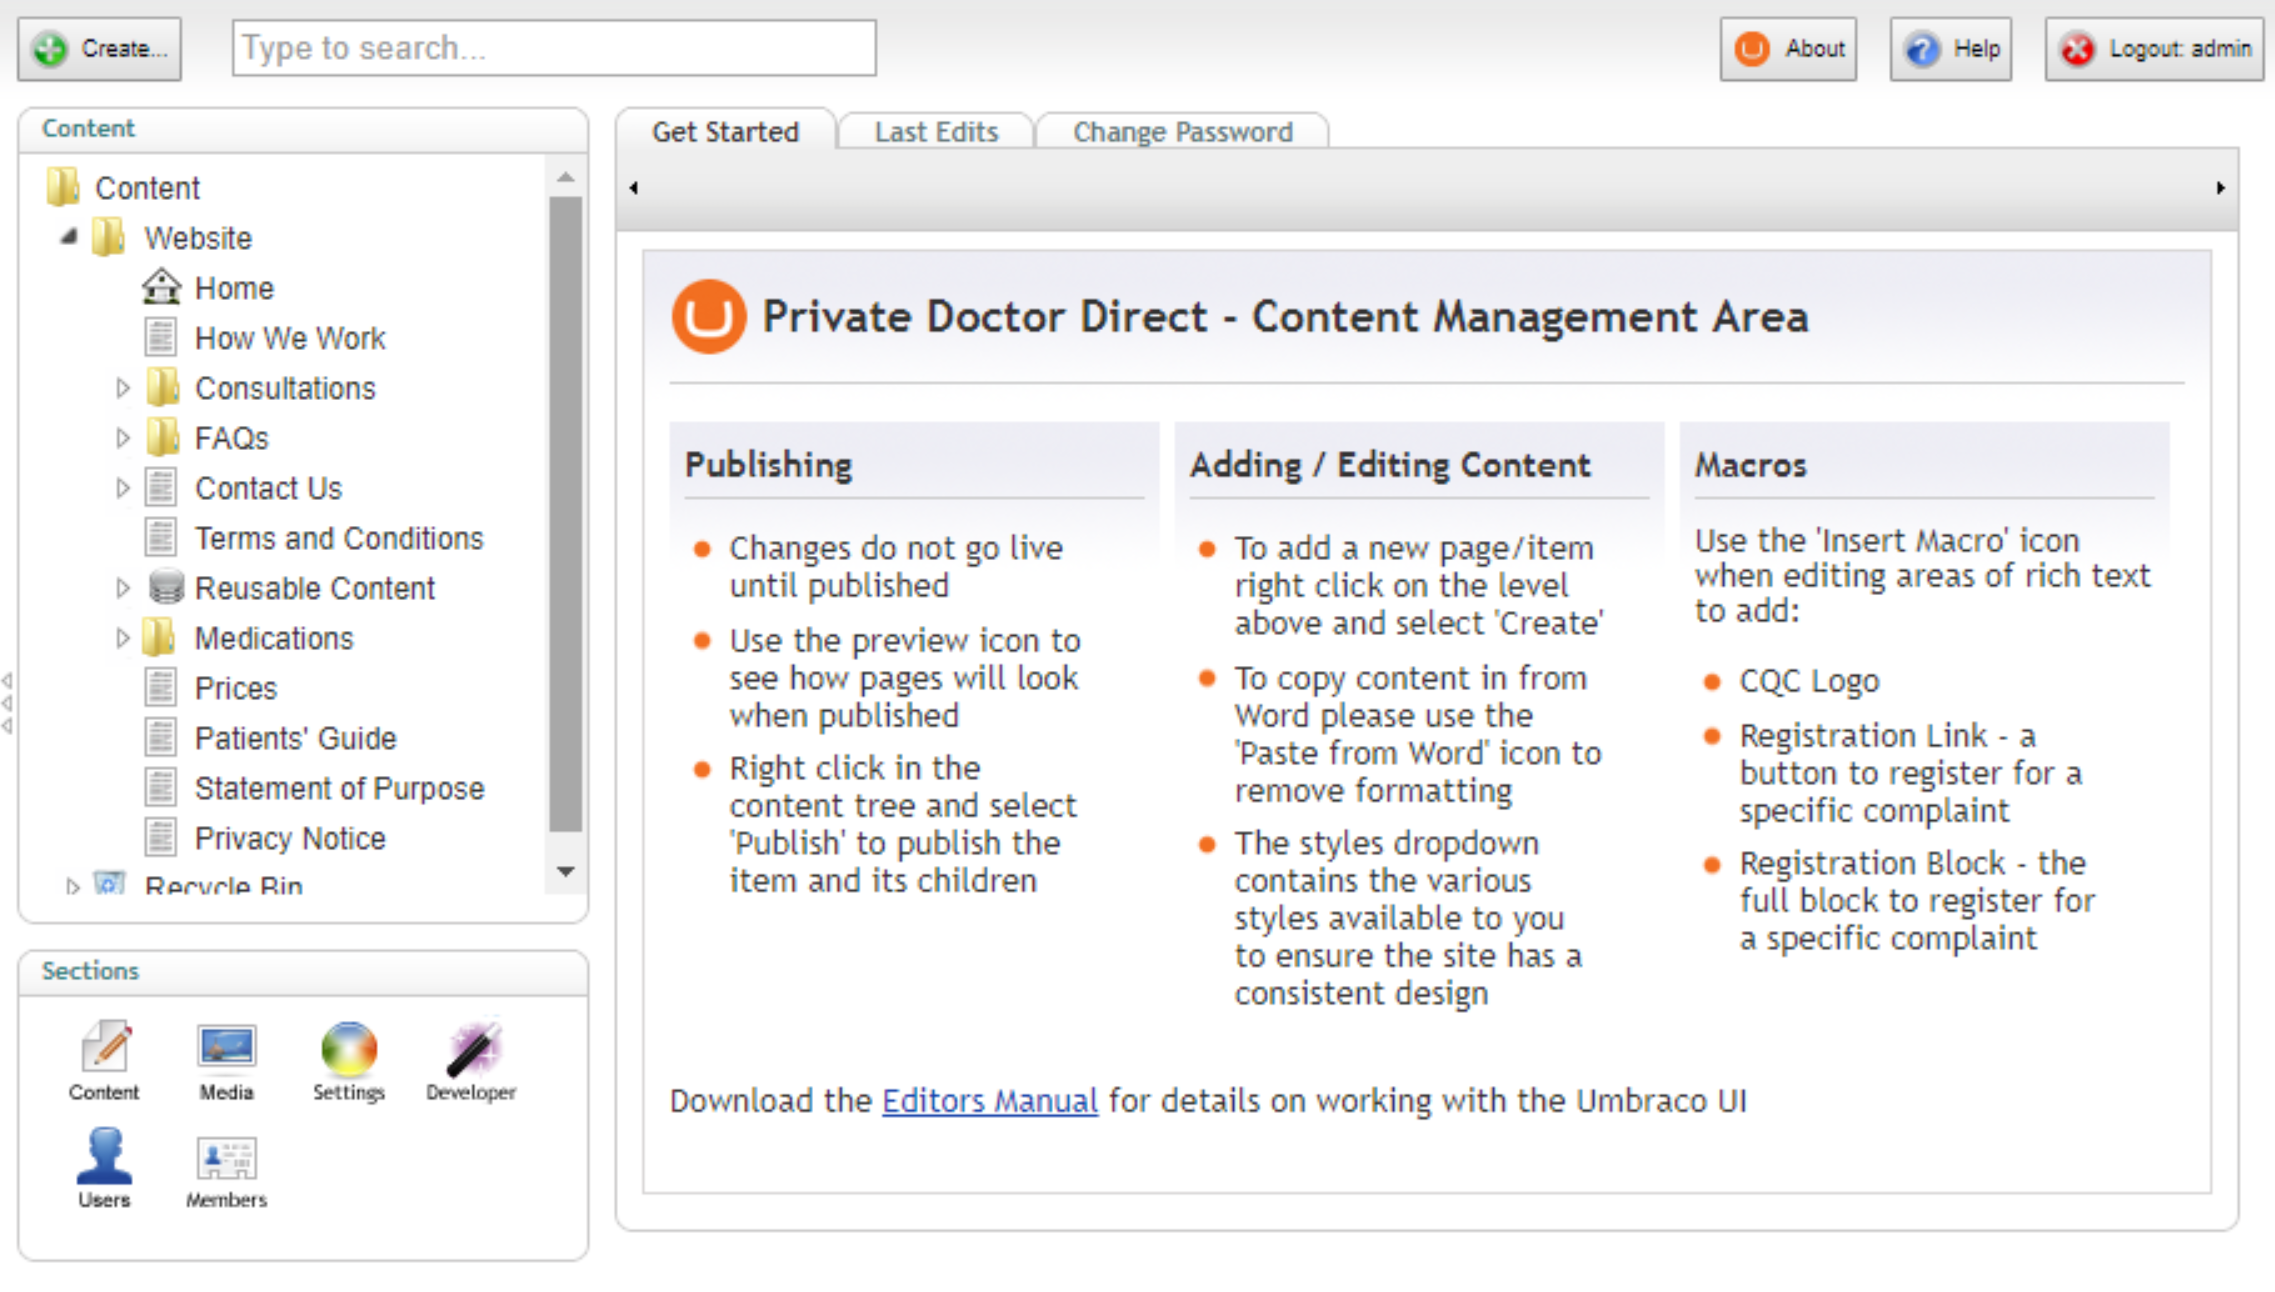 Create...
Type to search...
About
Help
Logout: admin
Content
Content
Website
Home
How We Work
Consultations
FAQs
Contact Us
Terms and Conditions
Reusable Content
Medications
Prices
Patients' Guide
Statement of Purpose
Privacy Notice
Recycle Bin
Sections
Content
Media
Settings
Developer
Users
Members
Get Started
Last Edits
Change Password
Private Doctor Direct - Content Management Area
Publishing
Changes do not go live
until published
Use the preview icon to
see how pages will look
when published
Right click in the
content tree and select
'Publish' to publish the
item and its children
Adding / Editing Content
To add a new page/item
right click on the level
above and select 'Create'
To copy content in from
Word please use the
'Paste from Word' icon to
remove formatting
The styles dropdown
contains the various
styles available to you
to ensure the site has a
consistent design
Macros
Use the 'Insert Macro' icon
when editing areas of rich text
to add:
CQC Logo
Registration Link - a
button to register for a
specific complaint
Registration Block - the
full block to register for
a specific complaint
Download the Editors Manual for details on working with the Umbraco UI